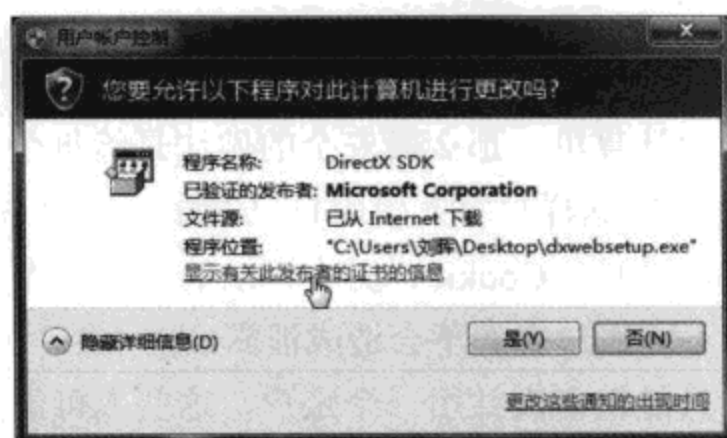 用户帐户控制
您要允许以下程序对此计算机进行更改吗?
程序名称: DirectX SDK
已验证的发布者: Microsoft Corporation
文件源: 已从 Internet 下载
程序位置: "C:\Users\刘辉\Desktop\dxwebsetup.exe"
显示有关此发布者的证书的信息
隐藏详细信息(D) 是(Y) 否(N)
更改这些通知的出现时间